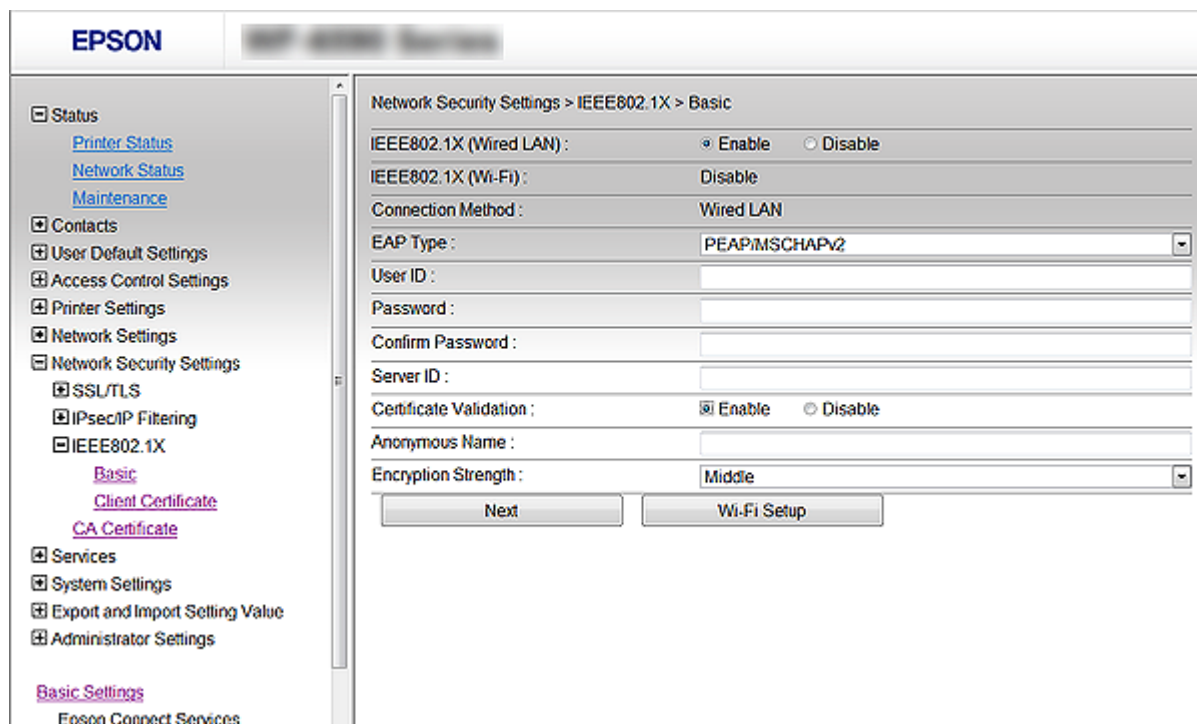 EPSON
Status
Printer Status
Network Status
Maintenance
Contacts
User Default Settings
Access Control Settings
Printer Settings
Network Settings
Network Security Settings
SSL/TLS
IPsec/IP Filtering
IEEE802.1X
Basic
Client Certificate
CA Certificate
Services
System Settings
Export and Import Setting Value
Administrator Settings
Basic Settings
Epson Connect Services
Network Security Settings > IEEE802.1X > Basic
IEEE802.1X (Wired LAN) : Enable Disable
IEEE802.1X (Wi-Fi) : Disable
Connection Method : Wired LAN
EAP Type : PEAP/MSCHAPv2
User ID :
Password :
Confirm Password :
Server ID :
Certificate Validation : Enable Disable
Anonymous Name :
Encryption Strength : Middle
Next Wi-Fi Setup